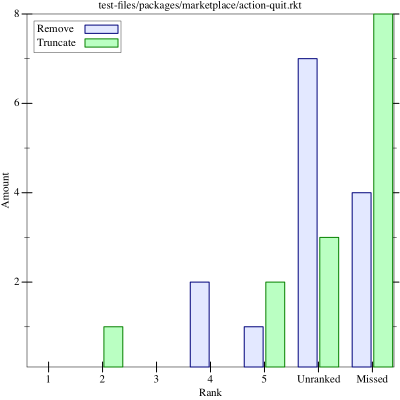 test-files/packages/marketplace/action-quit.rkt
Remove
Truncate
8
6
4
2
Amount
1 2 3 4 5 Unranked Missed
Rank